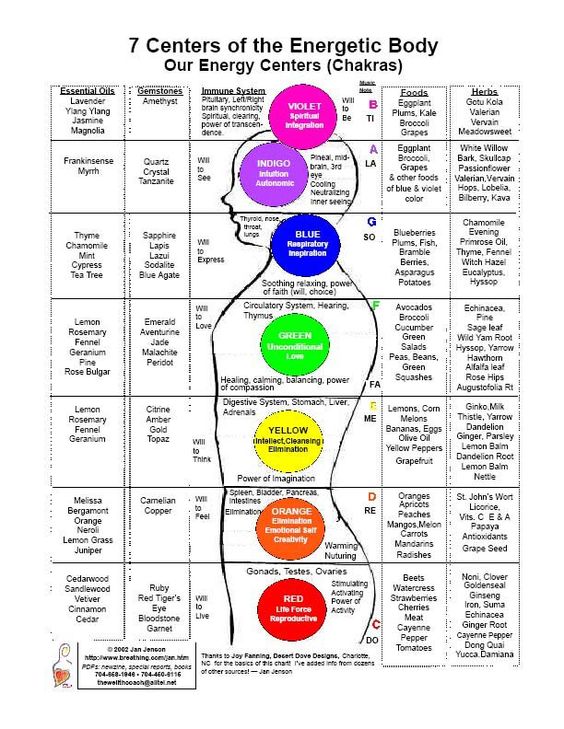 7 Centers of the Energetic Body
Our Energy Centers (Chakras)
Essential Oils
Lavender
Ylang Ylang
Jasmine
Magnolia
Gemstones
Amethyst
Immune System
Pituitary, Left/Right
brain synchronicity
Spiritual, clearing,
power of transcen-
dence.
VIOLET
Spiritual
Integration
Will
to
Be
Music
Note
B
TI
Foods
Eggplant
Plums, Kale
Broccoli
Grapes
Herbs
Gotu Kola
Valerian
Vervain
Meadowsweet
Frankinsense
Myrrh
Quartz
Crystal
Tanzanite
Will
to
See
INDIGO
Intuition
Autonomic
Pineal, mid-
brain, 3rd
eye
Cooling
Neutralizing
Inner seeing
A
LA
Eggplant
Broccoli,
Grapes
& other foods
of blue & violet
color
White Willow
Bark, Skullcap
Passionflower
Valerian,Vervain
Hops, Lobelia,
Bilberry, Kava
Thyme
Chamomile
Mint
Cypress
Tea Tree
Sapphire
Lapis
Lazui
Sodalite
Blue Agate
Will
to
Express
Thyroid, nose,
throat,
lungs
BLUE
Respiratory
Inspiration
Soothing relaxing, power
of faith (will, choice)
G
SO
Blueberries
Plums, Fish,
Bramble
Berries,
Asparagus
Potatoes
Chamomile
Evening
Primrose Oil,
Thyme, Fennel
Witch Hazel
Eucalyptus,
Hyssop
Lemon
Rosemary
Fennel
Geranium
Pine
Rose Bulgar
Emerald
Aventurine
Jade
Malachite
Peridot
Will
to
Love
Circulatory System, Hearing,
Thymus
GREEN
Unconditional
Love
Healing, calming, balancing, power
of compassion
F
FA
Avocados
Broccoli
Cucumber
Green
Salads
Peas, Beans,
Green
Squashes
Echinacea,
Pine
Sage leaf
Wild Yam Root
Hyssop, Yarrow
Hawthorn
Alfalfa leaf
Rose Hips
Augustofolia Rt
Lemon
Rosemary
Fennel
Geranium
Citrine
Amber
Gold
Topaz
Will
to
Think
Digestive System, Stomach, Liver,
Adrenals
YELLOW
Intellect,Cleansing
Elimination
Power of Imagination
E
ME
Lemons, Corn
Melons
Bananas, Eggs
Olive Oil
Yellow Peppers
Grapefruit
Ginko,Milk
Thistle, Yarrow
Dandelion
Ginger, Parsley
Lemon Balm
Dandelion Root
Lemon Balm
Nettle
Melissa
Bergamont
Orange
Neroli
Lemon Grass
Juniper
Carnelian
Copper
Will
to
Feel
Spleen, Bladder, Pancreas,
Intestines
Elimination
ORANGE
Elimination
Emotional Self
Creativity
Warming
Nuturing
D
RE
Oranges
Apricots
Peaches
Mangos,Melon
Carrots
Mandarins
Radishes
St. John's Wort
Licorice,
Vits. C E & A
Papaya
Antioxidants
Grape Seed
Cedarwood
Sandlewood
Vetiver
Cinnamon
Cedar
Ruby
Red Tiger's
Eye
Bloodstone
Garnet
Will
to
Live
Gonads, Testes, Ovaries
RED
Life Force
Reproductive
Stimulating
Activating
Power of
Activity
C
DO
Beets
Watercress
Strawberries
Cherries
Meat
Cayenne
Pepper
Tomatoes
Noni, Clover
Goldenseal
Ginseng
Iron, Suma
Echinacea
Ginger Root
Cayenne Pepper
Dong Quai
Yucca,Damiana
© 2002 Jan Jenson
http://www.breathing.com/jan.htm
PDFs: newzine, special reports, books
Thanks to Joy Fanning, Desert Dove Designs, Charlotte,
NC for the basics of this chart! I've added info from dozens
of other sources! — Jan Jenson